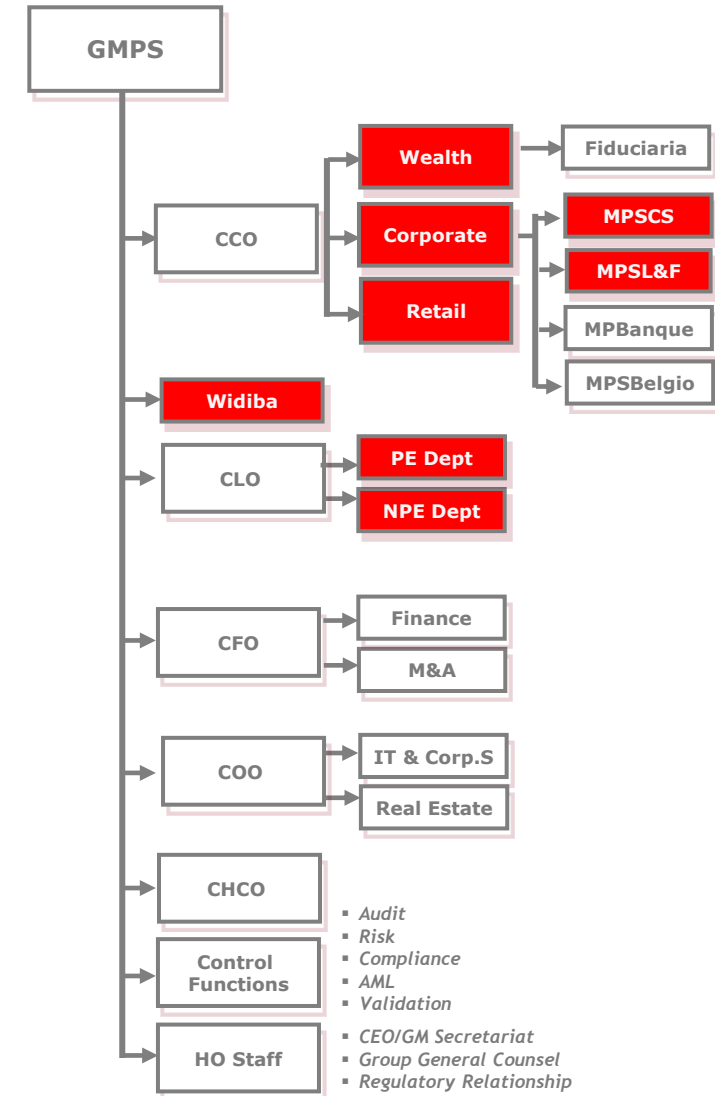 GMPS
Wealth
Fiduciaria
CCO
Corporate
MPSCS
MPSL&F
Retail
MPBanque
MPSBelgio
Widiba
CLO
PE Dept
NPE Dept
CFO
Finance
M&A
COO
IT & Corp.S
Real Estate
CHCO
Control
Functions
▪ Audit
▪ Risk
▪ Compliance
▪ AML
▪ Validation
HO Staff
▪ CEO/GM Secretariat
▪ Group General Counsel
▪ Regulatory Relationship